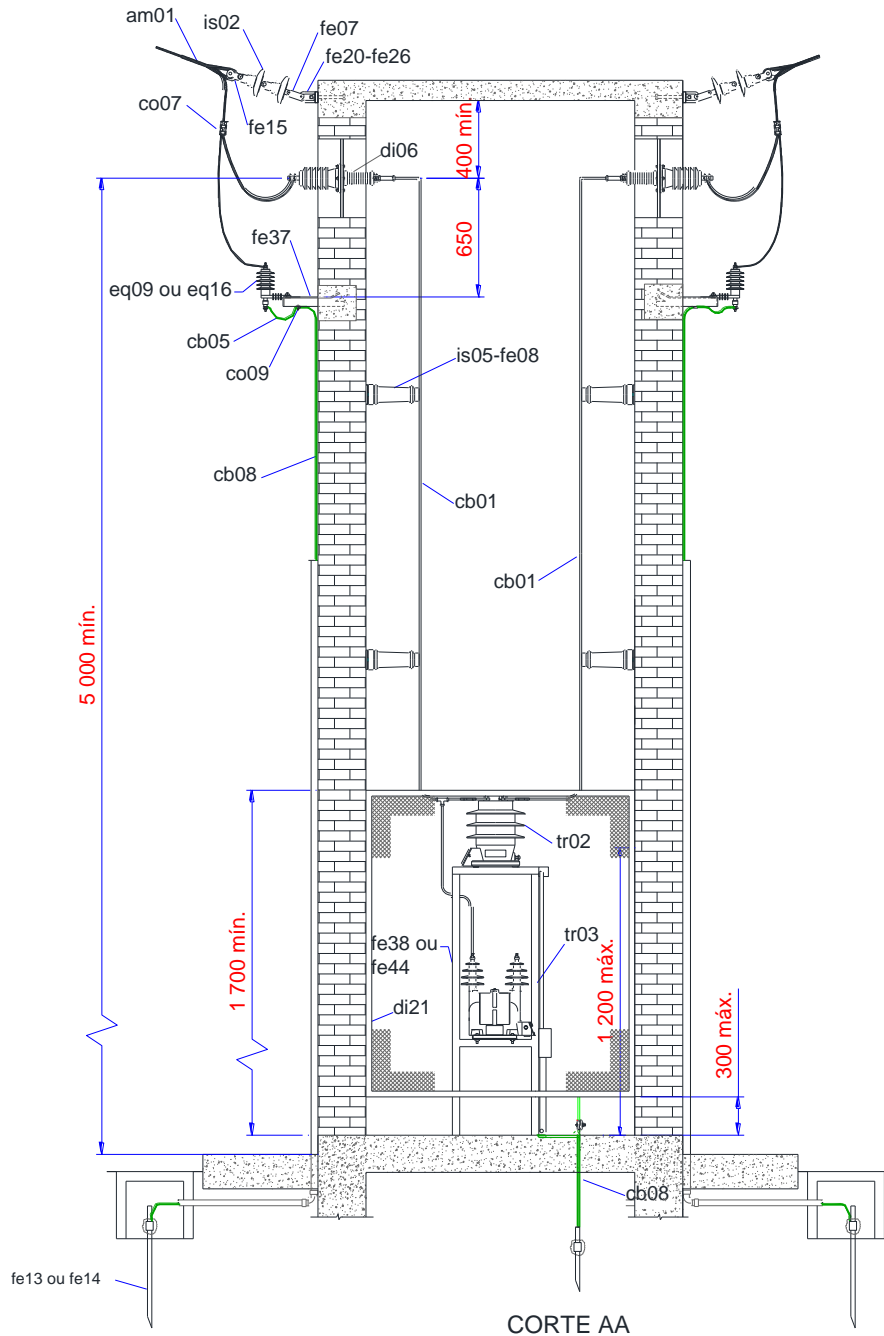 am01
is02
fe07
fe20-fe26
co07
fe15
di06
400 mín
650
fe37
eq09 ou eq16
cb05
co09
is05-fe08
cb08
cb01
cb01
5 000 mín.
1 700 mín.
tr02
fe38 ou
fe44
tr03
di21
1 200 máx.
300 máx.
cb08
fe13 ou fe14
CORTE AA